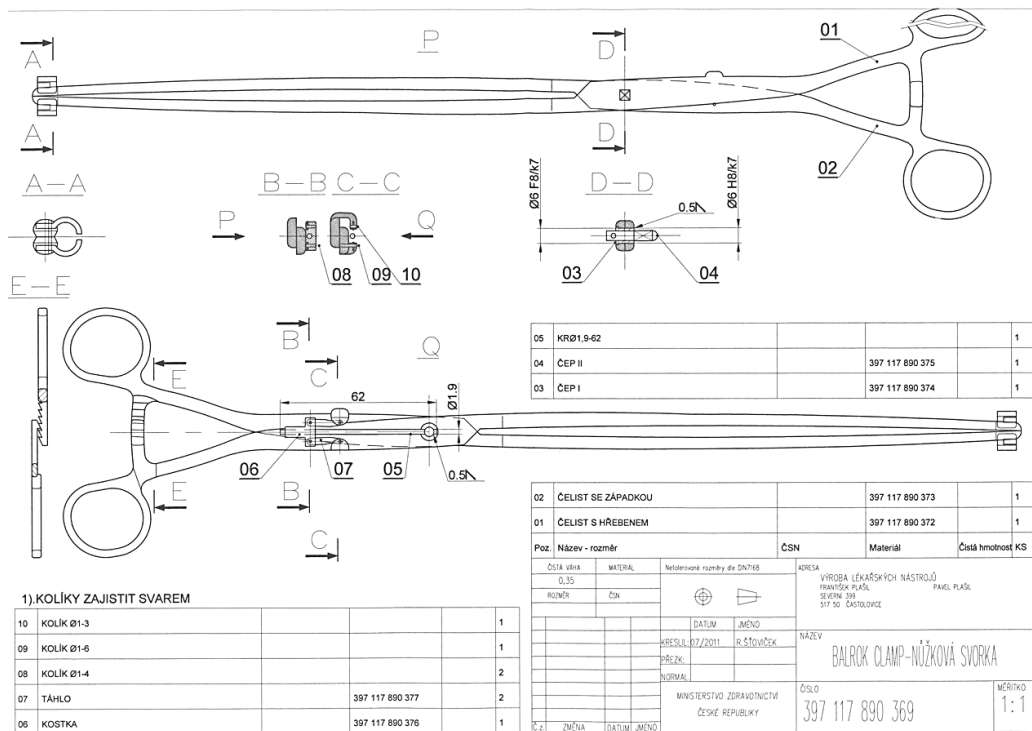 P
A
D
01
A
D
02
A—A
B—B
C—C
D—D
Ø6 F8/k7
0.5
Ø6 H8/k7
P
Q
08
09
10
03
04
E—E
B
C
Q
E
62
Ø1.9
06
07
05
0.5
E
B
C
05 KRØ1,9-62 1
04 ČEP II 397 117 890 375 1
03 ČEP I 397 117 890 374 1
02 ČELIST SE ZÁPADKOU 397 117 890 373 1
01 ČELIST S HŘEBENEM 397 117 890 372 1
Poz. Název - rozměr ČSN Materiál Čistá hmotnost KS
1).KOLÍKY ZAJISTIT SVAREM
10 KOLÍK Ø1-3 1
09 KOLÍK Ø1-6 1
08 KOLÍK Ø1-4 2
07 TÁHLO 397 117 890 377 2
06 KOSTKA 397 117 890 376 1
ČISTÁ VÁHA MATERIÁL
0,35
ROZMĚR ČSN
Netolerované rozměry dle DIN7168
DATUM JMÉNO
KRESLIL 07/2011 R.ŠŤOVÍČEK
PŘEZK.
NORMAL.
MINISTERSTVO ZDRAVOTNICTVÍ
ČESKÉ REPUBLIKY
Č.z. ZMĚNA DATUM JMÉNO
ADRESA
VÝROBA LÉKAŘSKÝCH NÁSTROJŮ
FRANTIŠEK PLAŠIL PAVEL PLAŠIL
SEVERNÍ 399
517 50 ČASTOLOVICE
NÁZEV
BALROK CLAMP-NŮŽKOVÁ SVORKA
ČÍSLO
397 117 890 369
MĚŘÍTKO
1:1